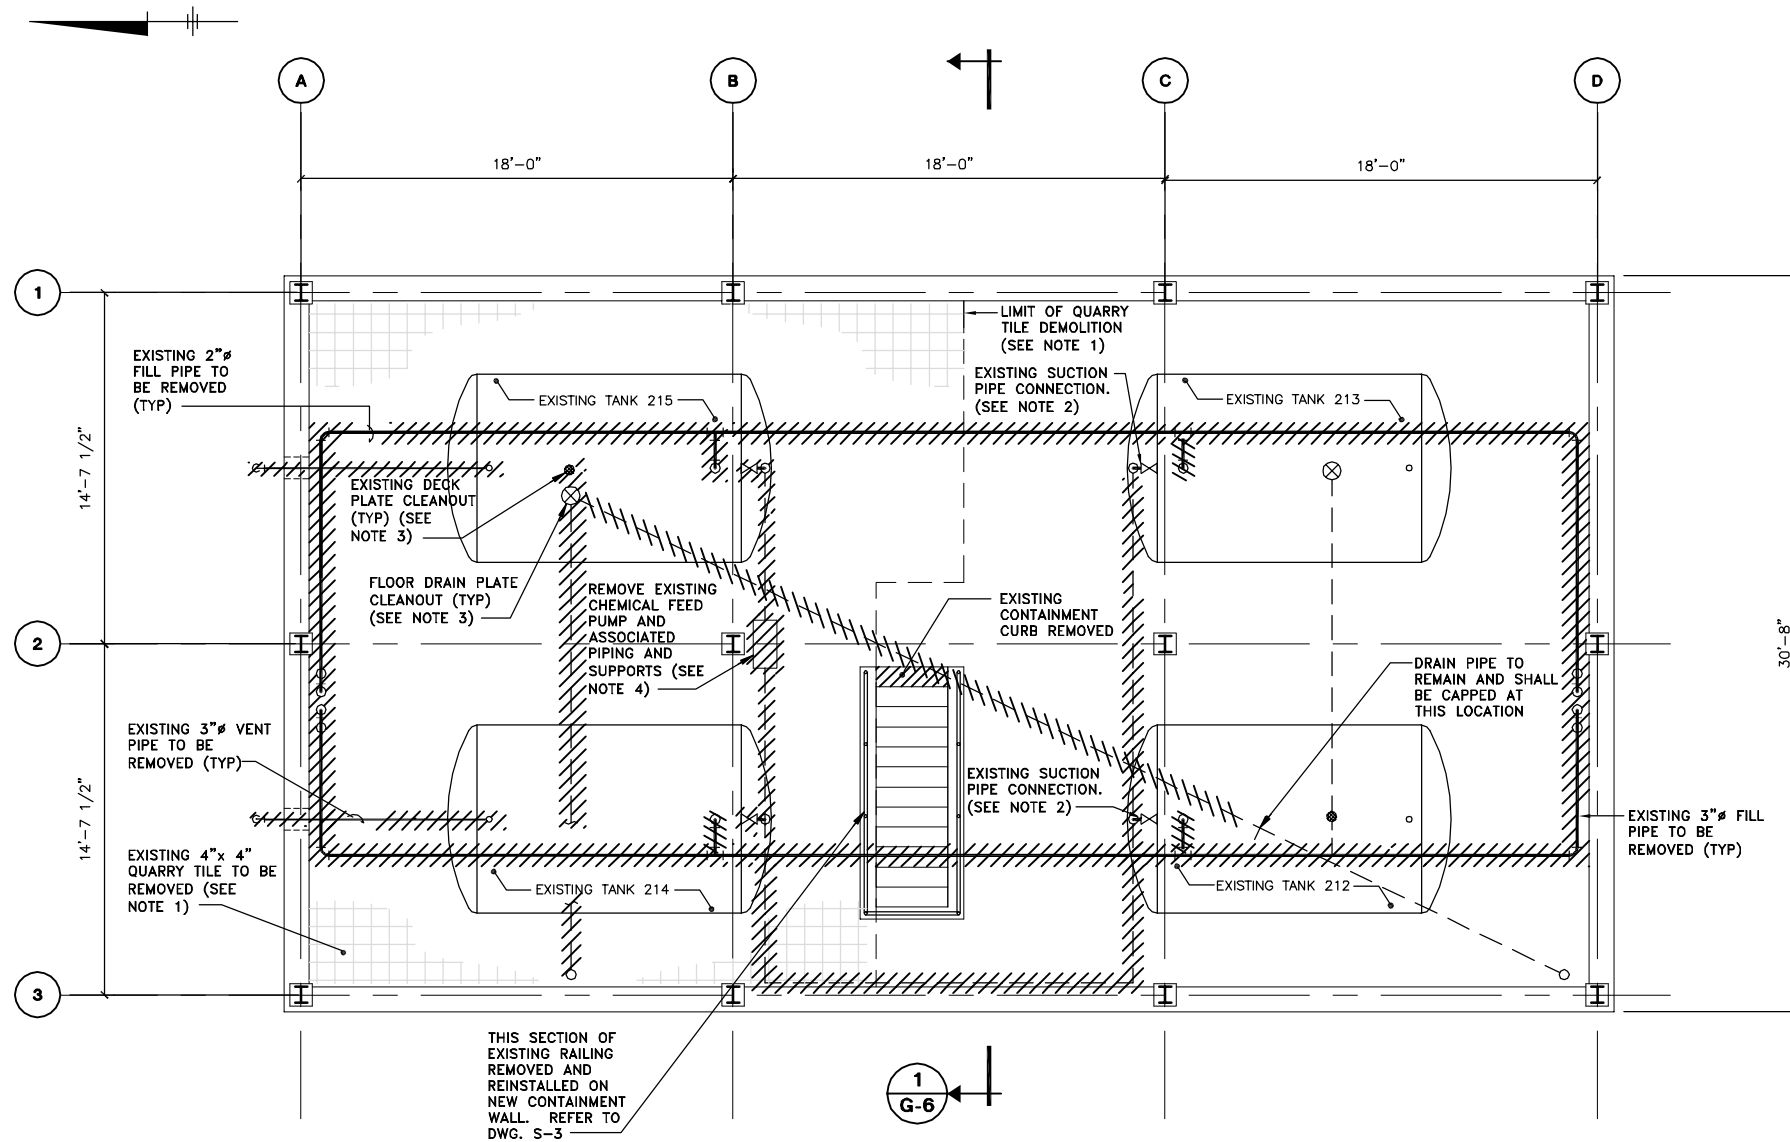 A
B
C
D
18'-0"
18'-0"
18'-0"
1
2
3
14'-7 1/2"
14'-7 1/2"
30'-8"
EXISTING 2"ø
FILL PIPE TO
BE REMOVED
(TYP)
LIMIT OF QUARRY
TILE DEMOLITION
(SEE NOTE 1)
EXISTING SUCTION
PIPE CONNECTION.
(SEE NOTE 2)
EXISTING TANK 215
EXISTING TANK 213
EXISTING DECK
PLATE CLEANOUT
(TYP) (SEE
NOTE 3)
FLOOR DRAIN PLATE
CLEANOUT (TYP)
(SEE NOTE 3)
REMOVE EXISTING
CHEMICAL FEED
PUMP AND
ASSOCIATED
PIPING AND
SUPPORTS (SEE
NOTE 4)
EXISTING
CONTAINMENT
CURB REMOVED
DRAIN PIPE TO
REMAIN AND SHALL
BE CAPPED AT
THIS LOCATION
EXISTING 3"ø VENT
PIPE TO BE
REMOVED (TYP)
EXISTING SUCTION
PIPE CONNECTION.
(SEE NOTE 2)
EXISTING 3"ø FILL
PIPE TO BE
REMOVED (TYP)
EXISTING 4"x 4"
QUARRY TILE TO BE
REMOVED (SEE
NOTE 1)
EXISTING TANK 214
EXISTING TANK 212
THIS SECTION OF
EXISTING RAILING
REMOVED AND
REINSTALLED ON
NEW CONTAINMENT
WALL. REFER TO
DWG. S-3
1
G-6